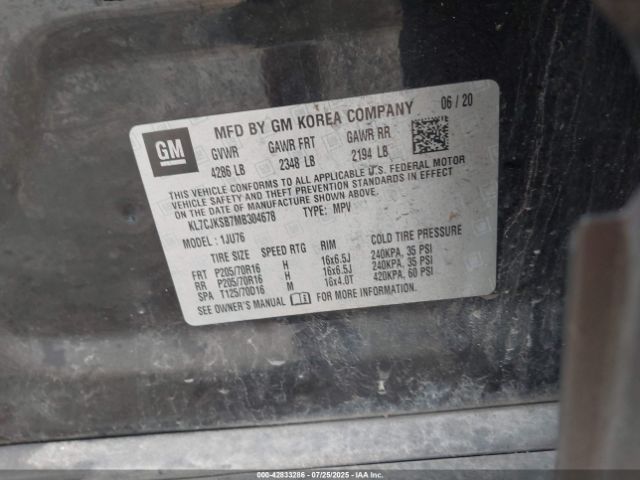 GM
MFD BY GM KOREA COMPANY 06 / 20
GVWR GAWR FRT GAWR RR
4286 LB 2348 LB 2194 LB
THIS VEHICLE CONFORMS TO ALL APPLICABLE U.S. FEDERAL MOTOR
VEHICLE SAFETY AND THEFT PREVENTION STANDARDS IN EFFECT
ON THE DATE OF MANUFACTURE SHOWN ABOVE.
KL7CJKSB7MB304678 TYPE: MPV
MODEL: 1JU76
TIRE SIZE SPEED RTG RIM COLD TIRE PRESSURE
FRT P205/70R16 H 16x6.5J 240KPA, 35 PSI
RR P205/70R16 H 16x6.5J 240KPA, 35 PSI
SPA T125/70D16 M 16x4.0T 420KPA, 60 PSI
SEE OWNER'S MANUAL FOR MORE INFORMATION.
000-42833286 - 07/25/2025 - IAAI.CA